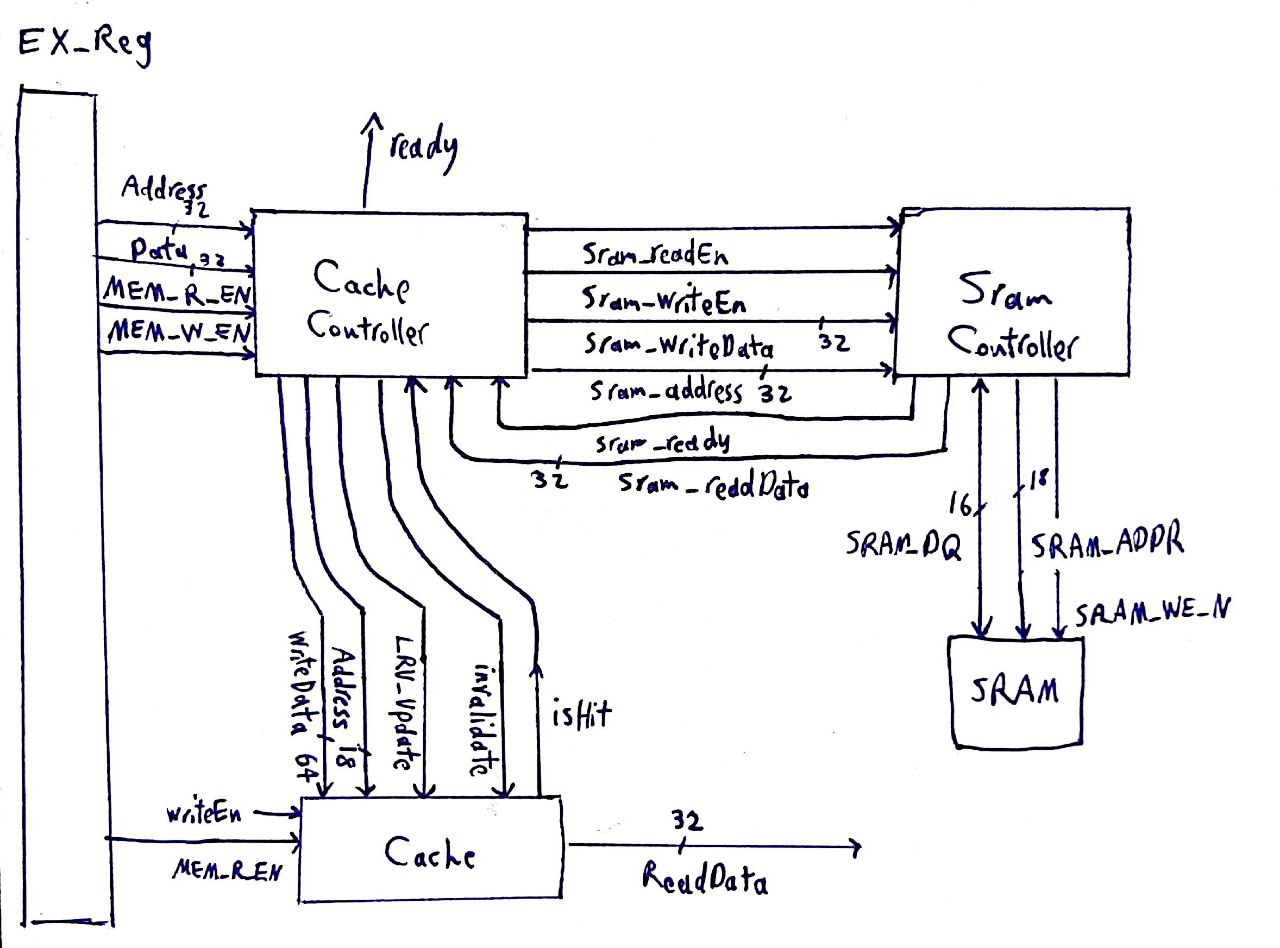 EX_Reg
ready
Address
32
Data 32
MEM_R_EN
MEM_W_EN
Cache
Controller
Sram_readEn
Sram_writeEn
Sram_writeData 32
Sram_address 32
Sram
Controller
sram_ready
32 Sram_readData
16
SRAM_DQ
18
SRAM_ADDR
SRAM_WE_N
SRAM
writeData 64
Address 18
LRU_Update
invalidate
isHit
writeEn
MEM_R_EN
Cache
32
ReadData